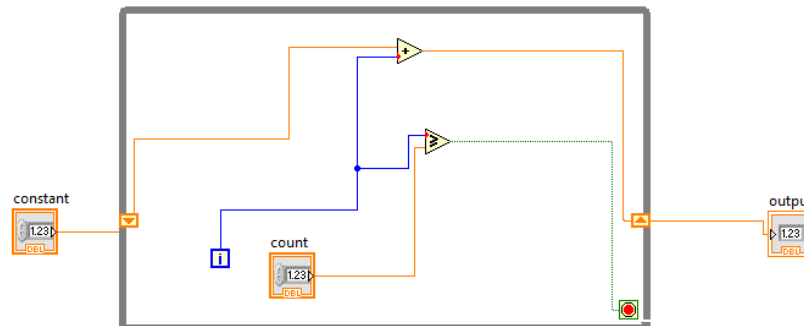 constant
1.23
DBL
+
≥
i
count
1.23
DBL
outpu
1.23
DBL